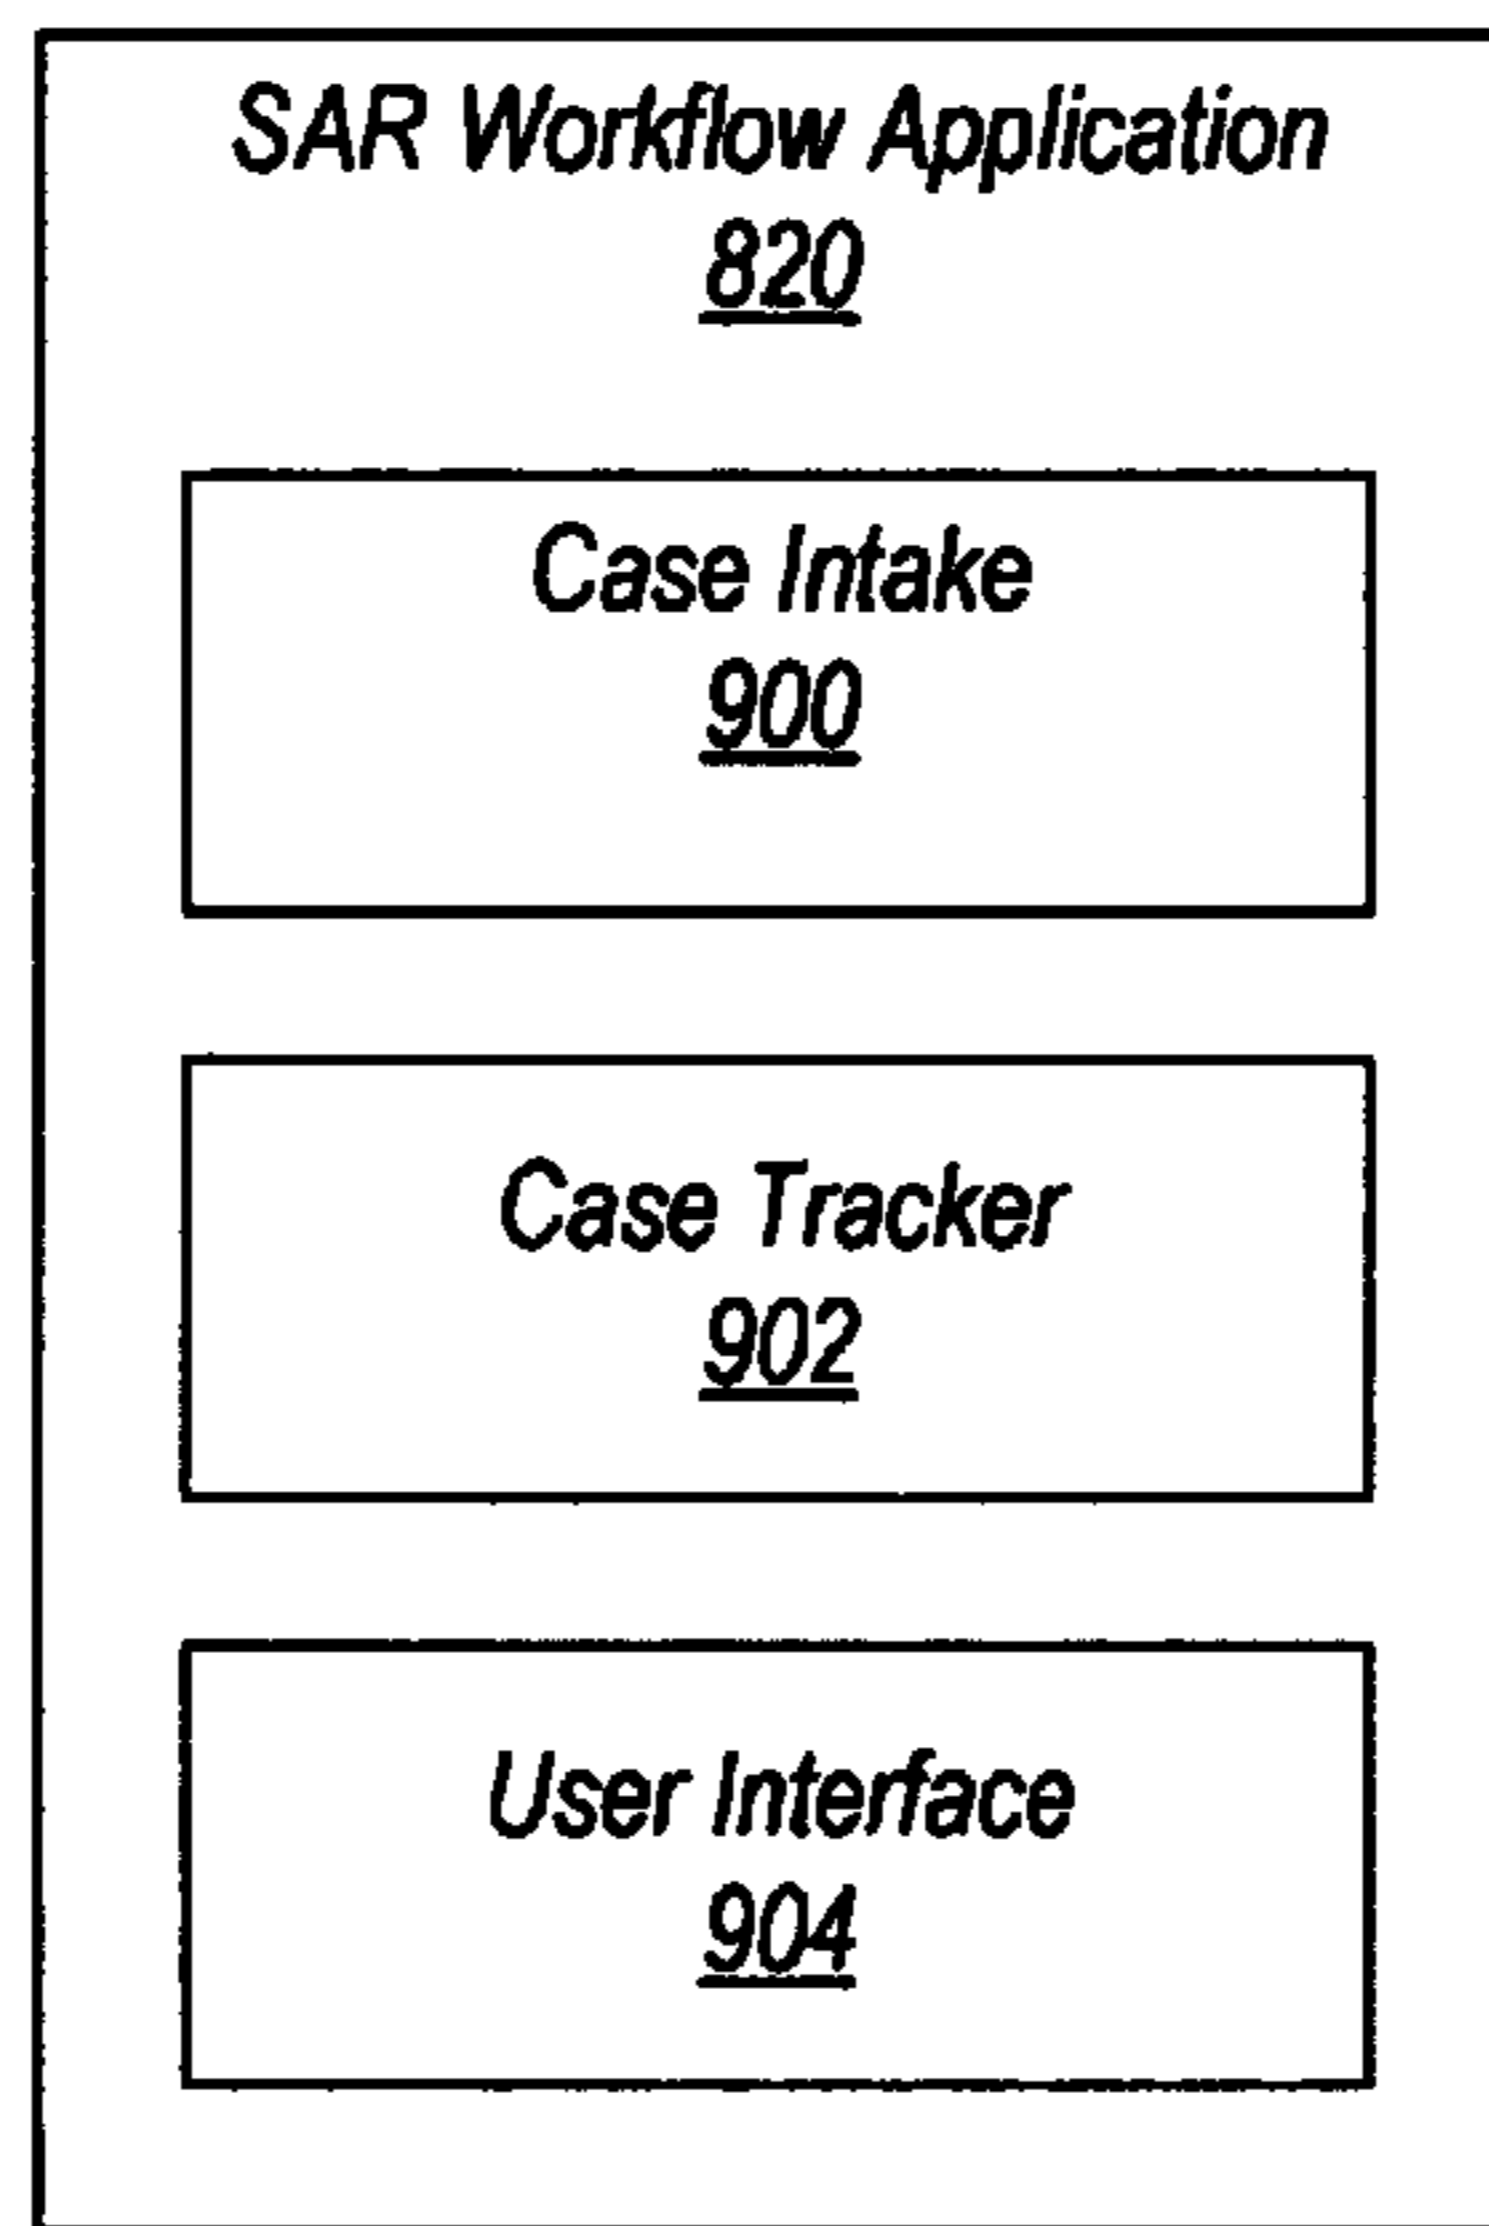 SAR Workflow Application
820
Case Intake
900
Case Tracker
902
User Interface
904